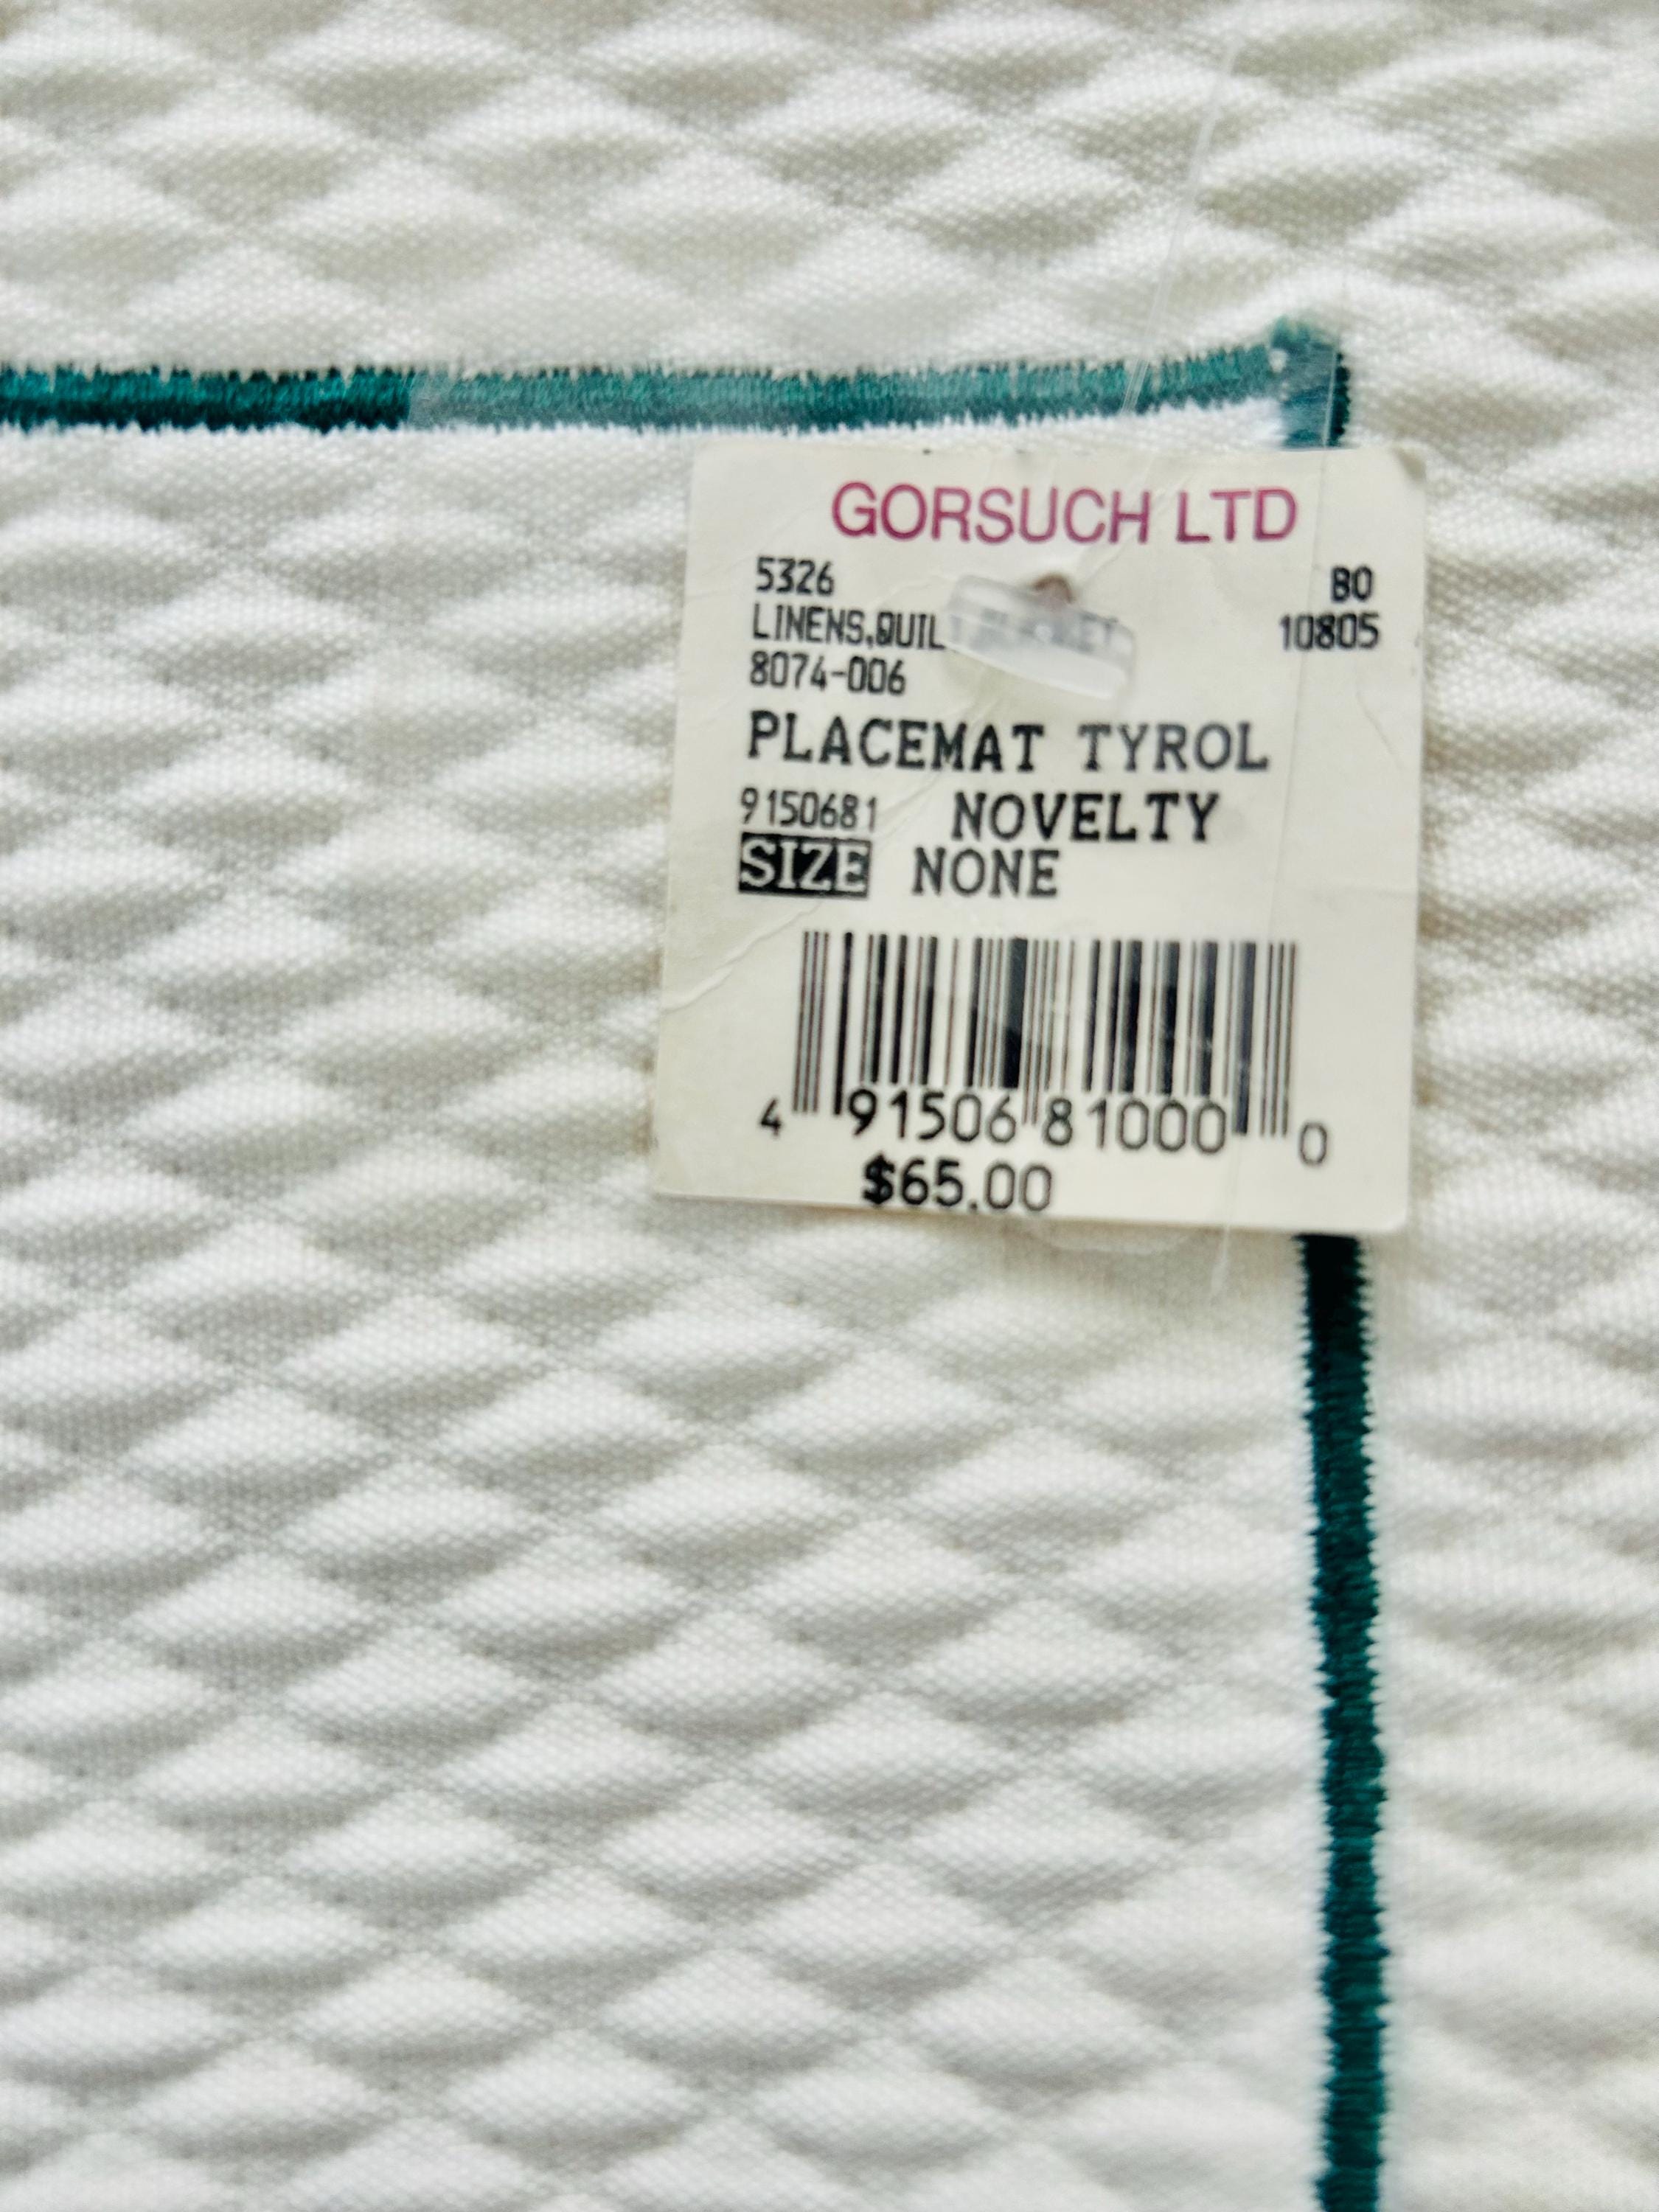 GORSUCH LTD
5326 BO
LINENS,QUIL 10805
8074-006
PLACEMAT TYROL
9150681 NOVELTY
SIZE NONE
4 91506 81000 0
$65.00